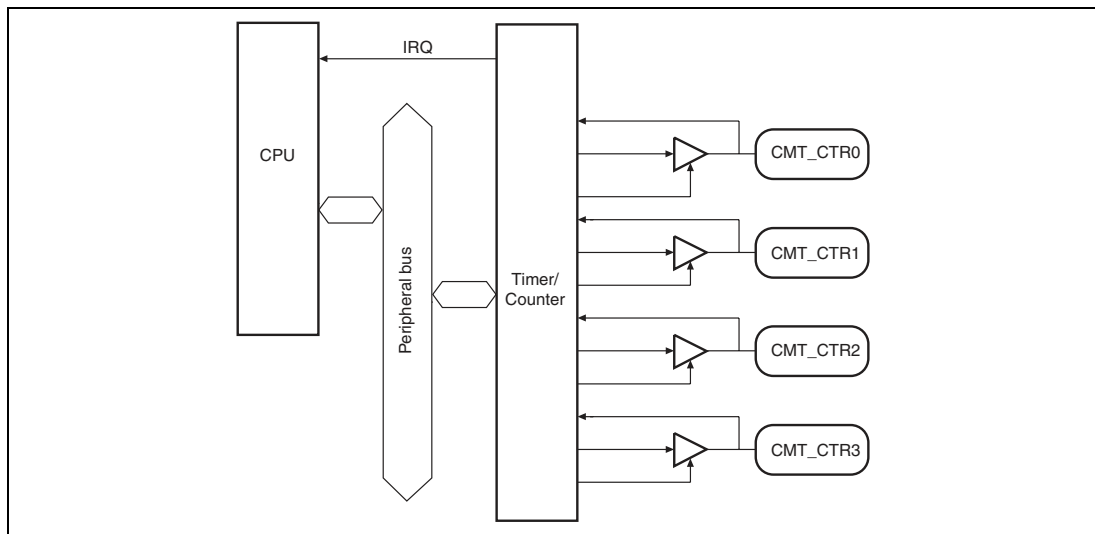 IRQ
CPU
Peripheral bus
Timer/
Counter
CMT_CTR0
CMT_CTR1
CMT_CTR2
CMT_CTR3